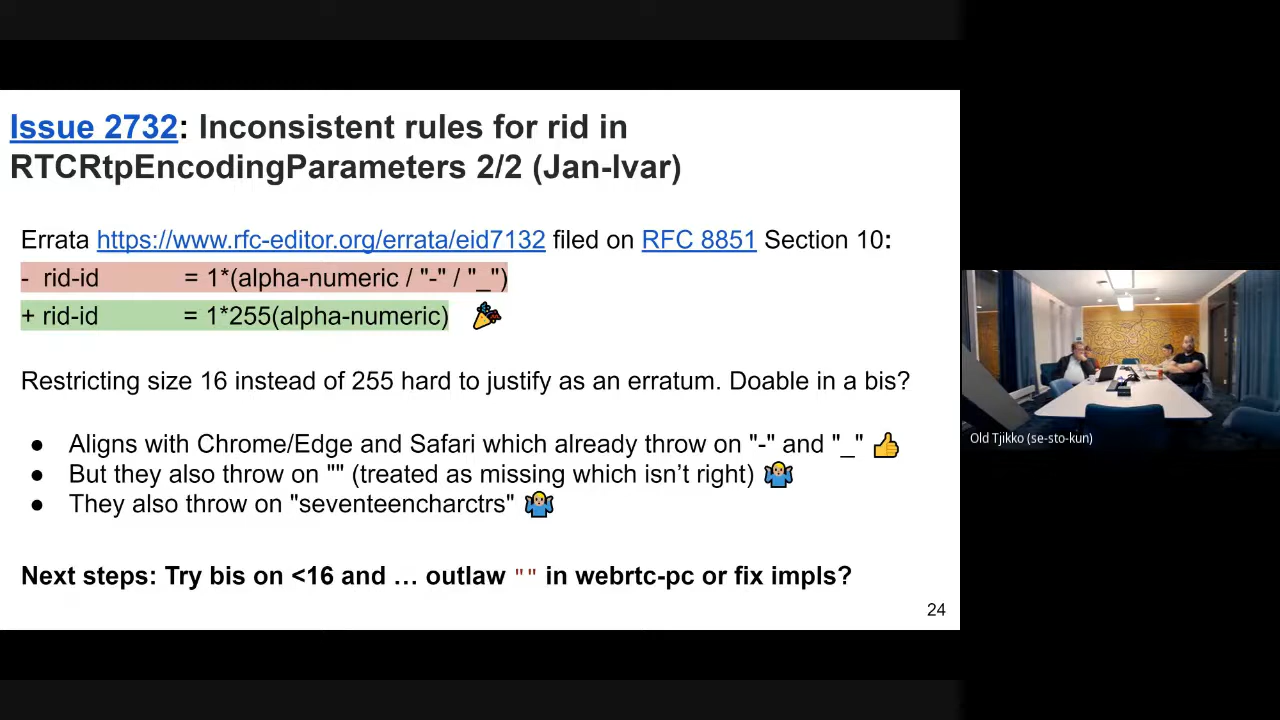 Issue 2732: Inconsistent rules for rid in
RTCRtpEncodingParameters 2/2 (Jan-Ivar)
Errata https://www.rfc-editor.org/errata/eid7132 filed on RFC 8851 Section 10:
- rid-id = 1*(alpha-numeric / "-" / "_")
+ rid-id = 1*255(alpha-numeric) 🎉
Restricting size 16 instead of 255 hard to justify as an erratum. Doable in a bis?
● Aligns with Chrome/Edge and Safari which already throw on "-" and "_" 👍
● But they also throw on "" (treated as missing which isn’t right) 🤷
● They also throw on "seventeencharctrs" 🤷
Next steps: Try bis on <16 and … outlaw "" in webrtc-pc or fix impls?
24
Old Tjikko (se-sto-kun)